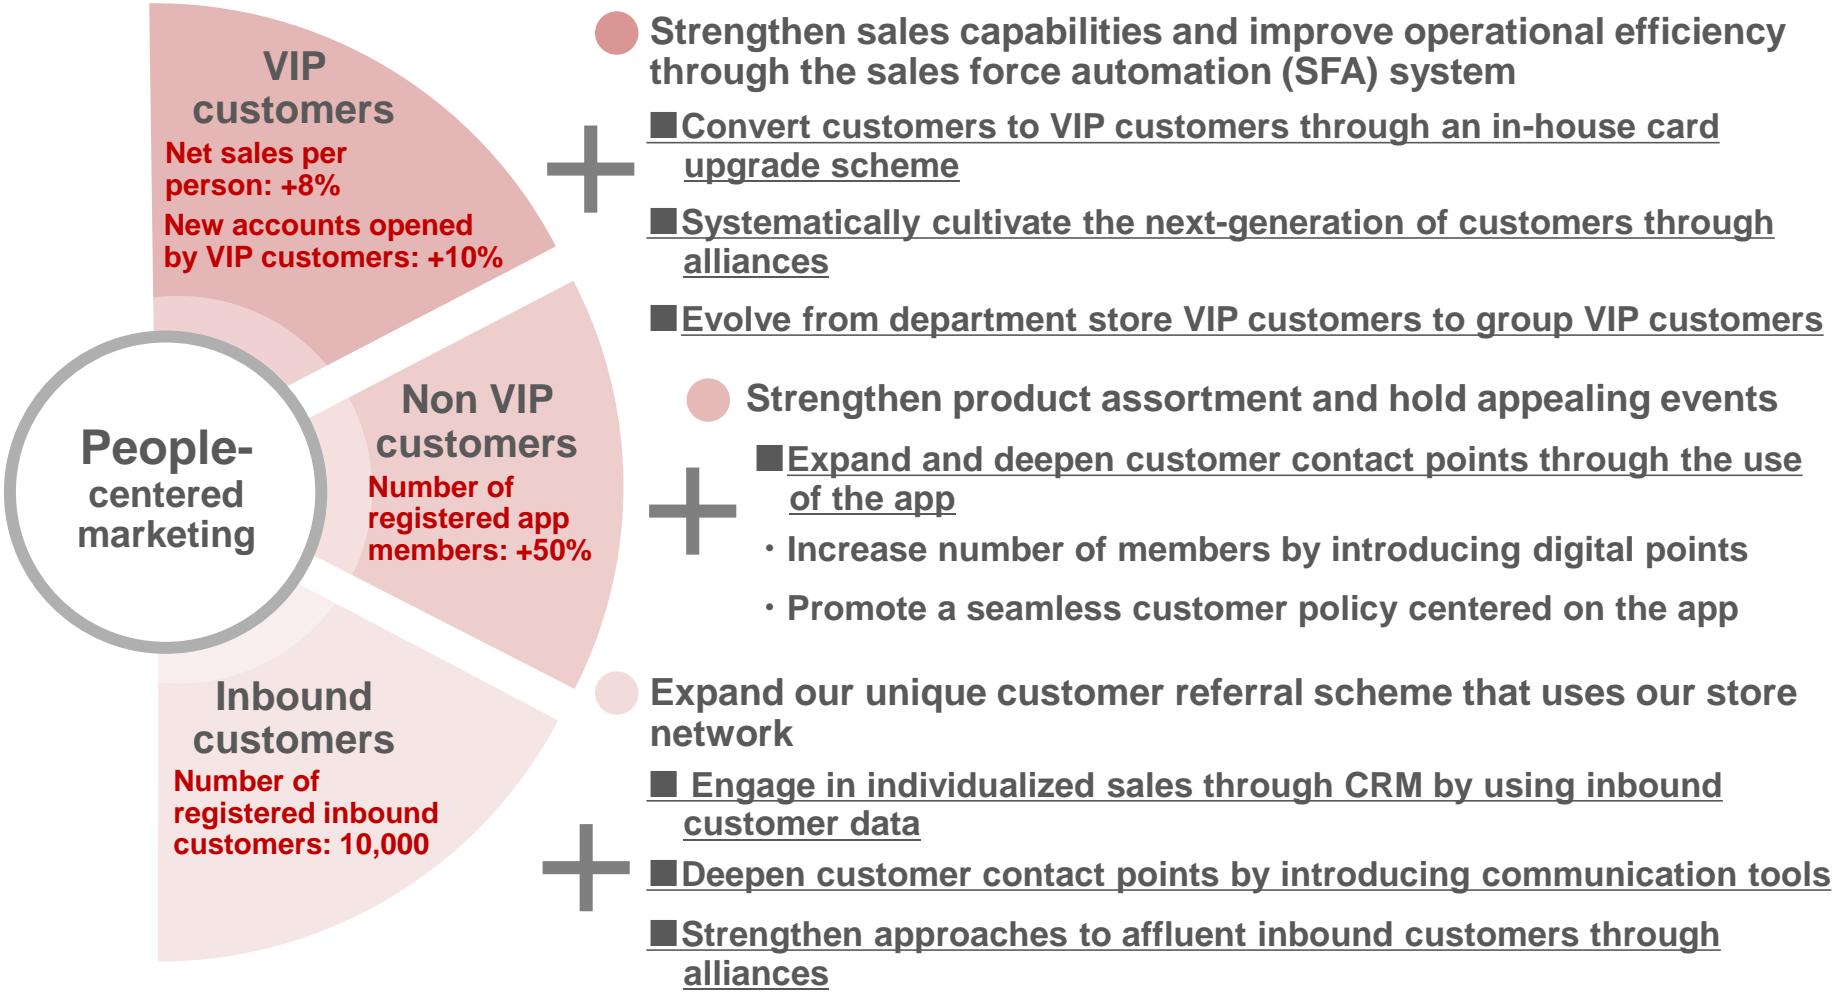 People-
centered
marketing
VIP
customers
Net sales per
person: +8%
New accounts opened
by VIP customers: +10%
● Strengthen sales capabilities and improve operational efficiency
through the sales force automation (SFA) system
+
■Convert customers to VIP customers through an in-house card
upgrade scheme
■Systematically cultivate the next-generation of customers through
alliances
■Evolve from department store VIP customers to group VIP customers
Non VIP
customers
Number of
registered app
members: +50%
● Strengthen product assortment and hold appealing events
+
■Expand and deepen customer contact points through the use
of the app
・Increase number of members by introducing digital points
・Promote a seamless customer policy centered on the app
Inbound
customers
Number of
registered inbound
customers: 10,000
● Expand our unique customer referral scheme that uses our store
network
+
■ Engage in individualized sales through CRM by using inbound
customer data
■Deepen customer contact points by introducing communication tools
■Strengthen approaches to affluent inbound customers through
alliances